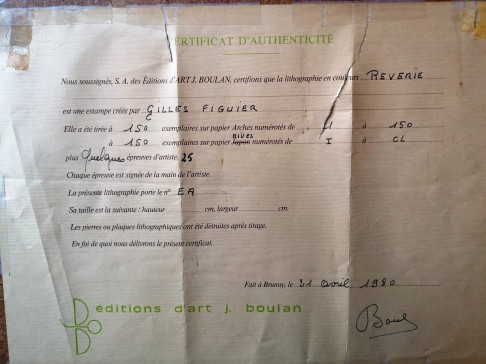 CERTIFICAT D'AUTHENTICITÉ
Nous soussignés, S.A. des Éditions d'ART J. BOULAN, certifions que la lithographie en couleurs REVERIE
est une estampe créée par GILLES FIGUIER
Elle a été tirée à 150 exemplaires sur papier Arches numérotés de 1 à 150
à 150 exemplaires sur papier Japon RIVES numérotés de I à CL
plus Quelques épreuves d'artiste. 25
Chaque épreuve est signée de la main de l'artiste.
La présente lithographie porte le n° EA
Sa taille est la suivante : hauteur cm, largeur cm.
Les pierres ou plaques lithographiques ont été détruites après tirage.
En foi de quoi nous délivrons le présent certificat.
Fait à Brunoy, le 21 avril 1980
éditions d'art j. boulan